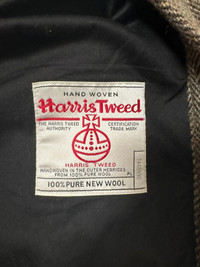 HAND WOVEN
Harris Tweed
THE HARRIS TWEED CERTIFICATION
AUTHORITY TRADE MARK
HARRIS TWEED
HANDWOVEN IN THE OUTER HEBRIDES
FROM 100% PURE WOOL
100% PURE NEW WOOL